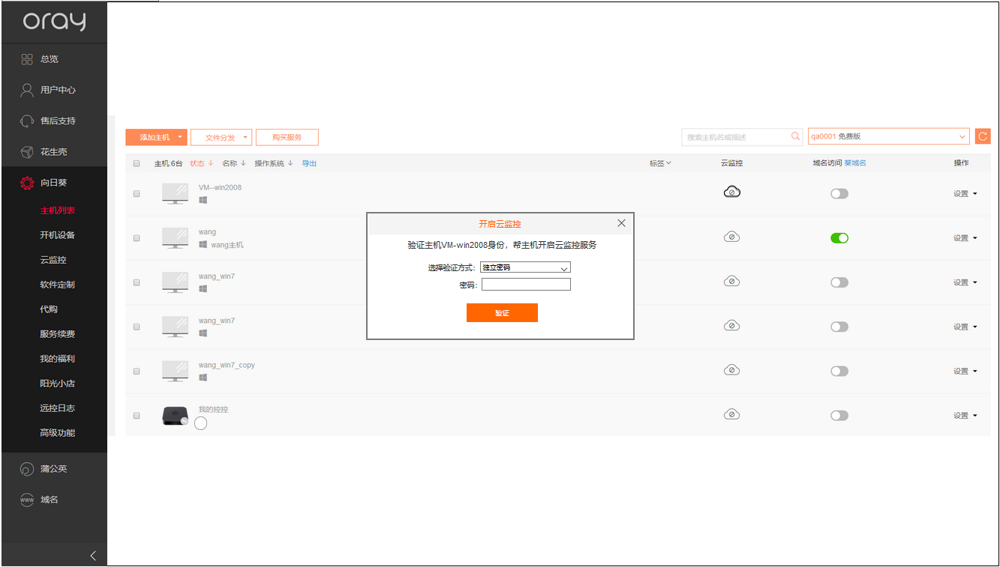 oray
总览
用户中心
售后支持
花生壳
向日葵
主机列表
开机设备
云监控
软件定制
代购
服务续费
我的福利
阳光小店
远控日志
高级功能
蒲公英
www 域名
添加主机 文件分发 购买服务 搜索主机名或描述 qa0001 免费版
主机:6台 状态 名称 操作系统 导出 标签 云监控 域名访问 葵域名 操作
VM--win2008 设置
wang
wang主机 设置
wang_win7 设置
wang_win7 设置
wang_win7_copy 设置
我的控控 设置
开启云监控
验证主机VM-win2008身份，帮主机开启云监控服务
选择验证方式: 独立密码
密码:
验证